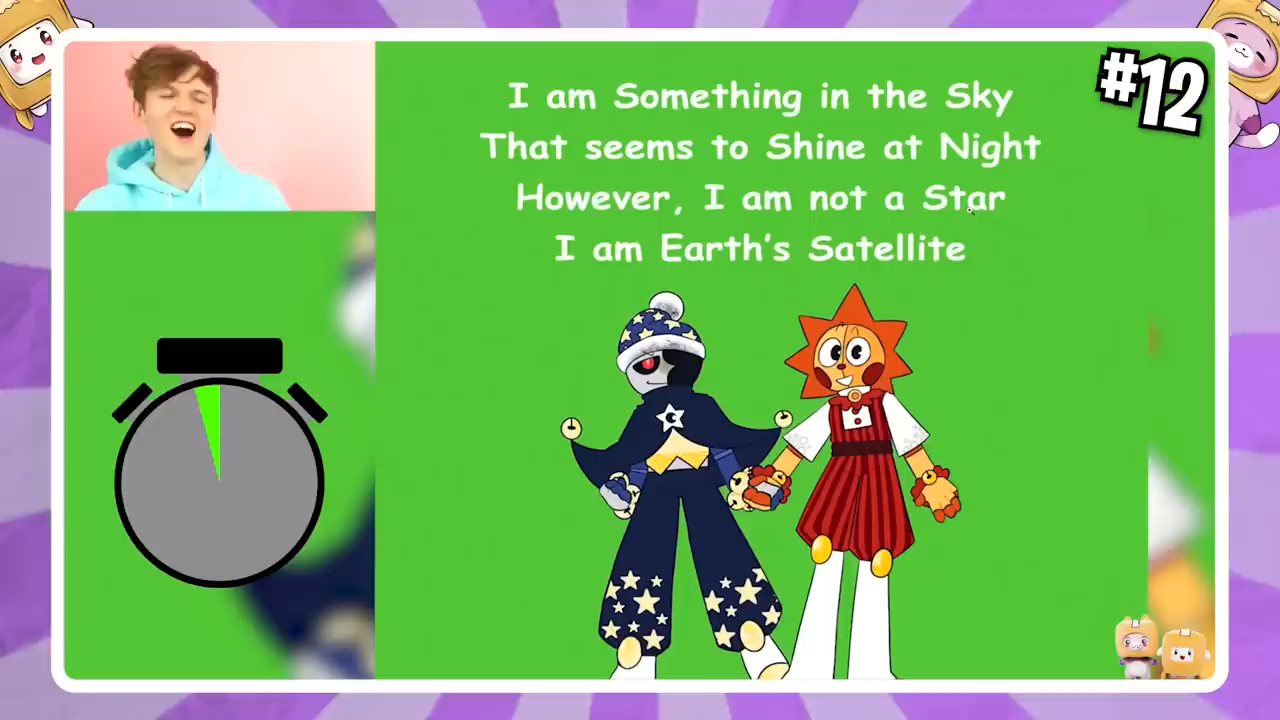 I am Something in the Sky
That seems to Shine at Night
However, I am not a Star
I am Earth's Satellite
#12